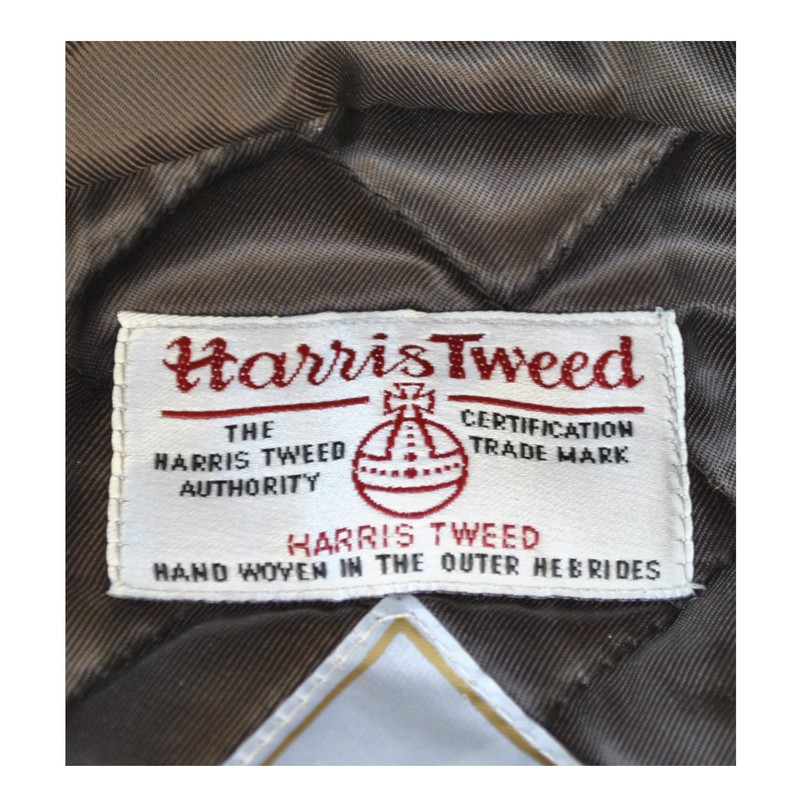 Harris Tweed
THE
HARRIS TWEED
AUTHORITY
CERTIFICATION
TRADE MARK
HARRIS TWEED
HAND WOVEN IN THE OUTER HEBRIDES